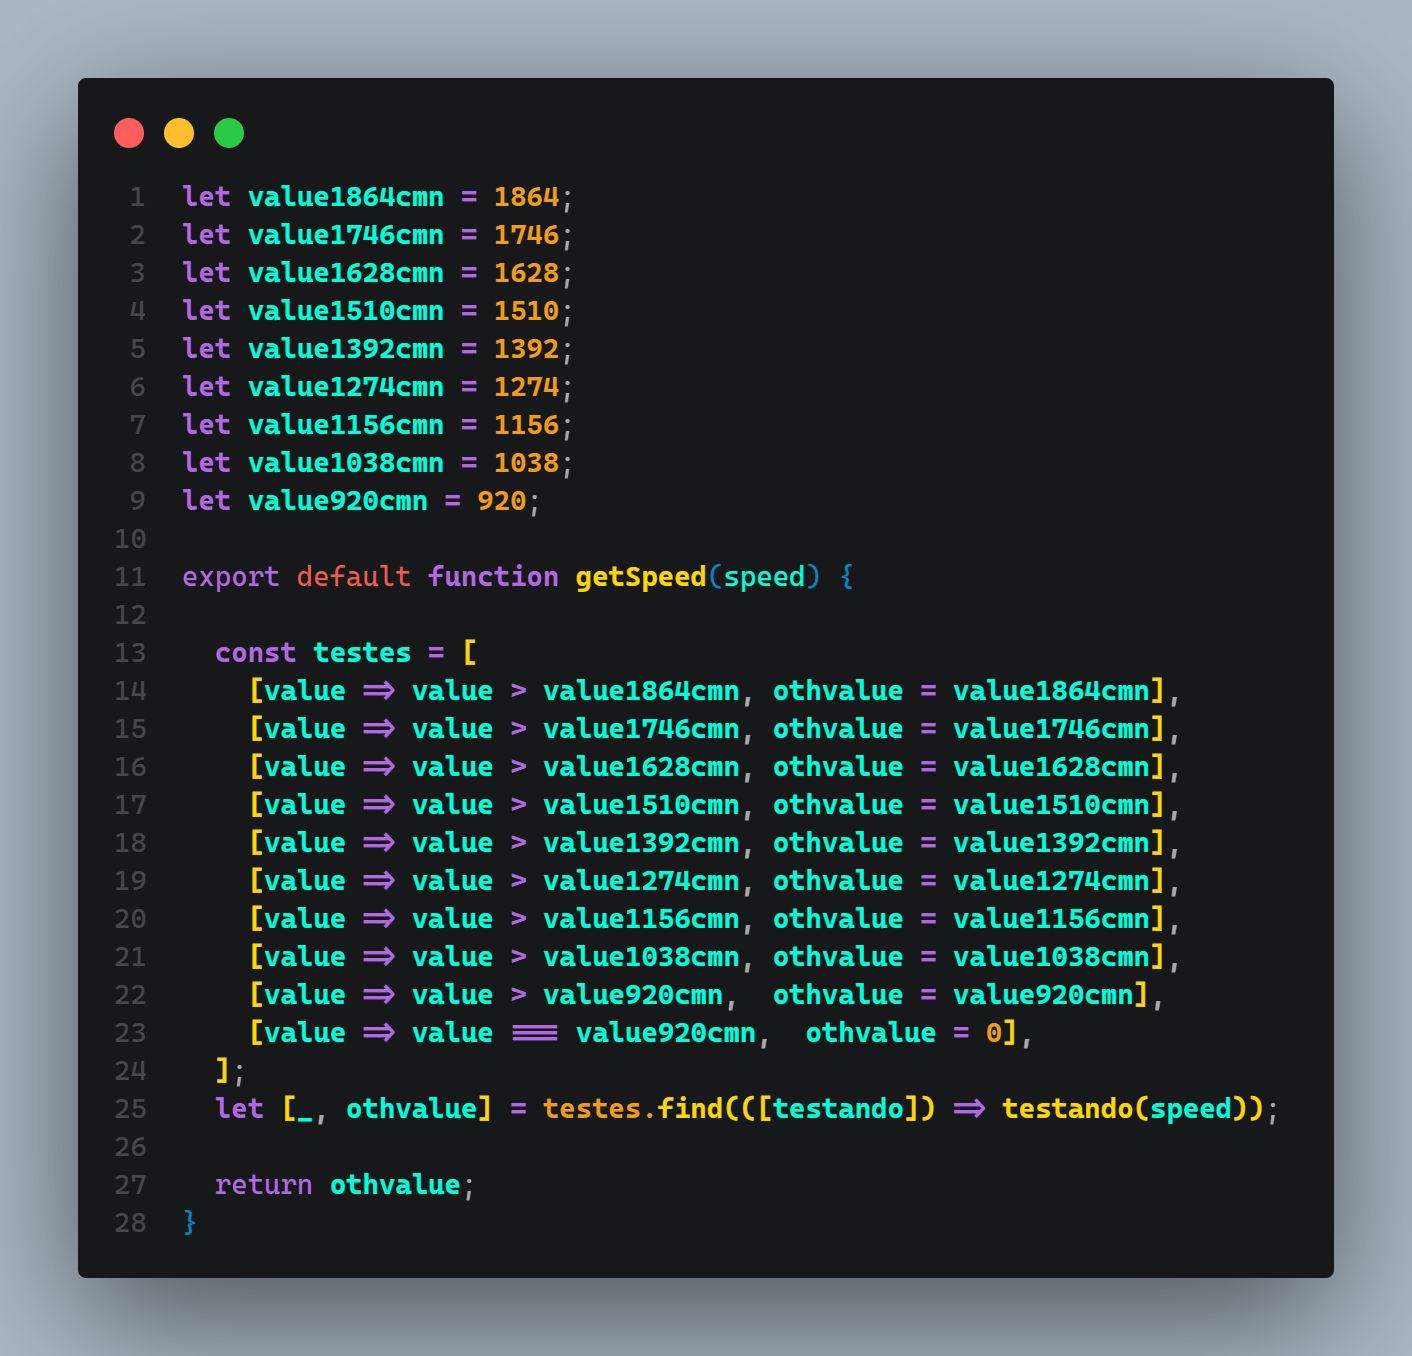 1 let value1864cmn = 1864;
2 let value1746cmn = 1746;
3 let value1628cmn = 1628;
4 let value1510cmn = 1510;
5 let value1392cmn = 1392;
6 let value1274cmn = 1274;
7 let value1156cmn = 1156;
8 let value1038cmn = 1038;
9 let value920cmn = 920;
10
11 export default function getSpeed(speed) {
12
13   const testes = [
14     [value => value > value1864cmn, othvalue = value1864cmn],
15     [value => value > value1746cmn, othvalue = value1746cmn],
16     [value => value > value1628cmn, othvalue = value1628cmn],
17     [value => value > value1510cmn, othvalue = value1510cmn],
18     [value => value > value1392cmn, othvalue = value1392cmn],
19     [value => value > value1274cmn, othvalue = value1274cmn],
20     [value => value > value1156cmn, othvalue = value1156cmn],
21     [value => value > value1038cmn, othvalue = value1038cmn],
22     [value => value > value920cmn,  othvalue = value920cmn],
23     [value => value === value920cmn,  othvalue = 0],
24   ];
25   let [_, othvalue] = testes.find(([testando]) => testando(speed));
26
27   return othvalue;
28 }